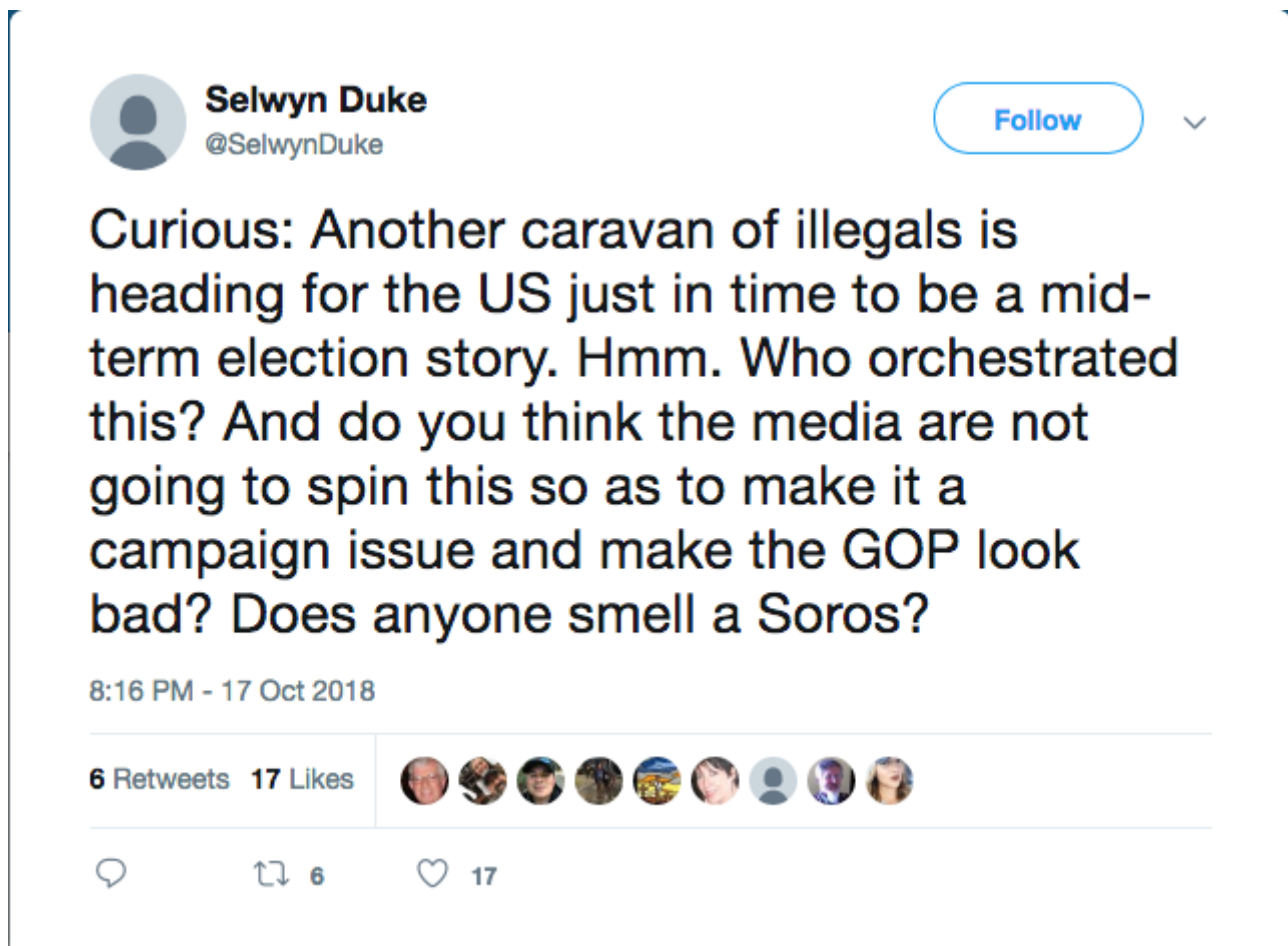 Selwyn Duke
@SelwynDuke
Follow
Curious: Another caravan of illegals is
heading for the US just in time to be a mid-
term election story. Hmm. Who orchestrated
this? And do you think the media are not
going to spin this so as to make it a
campaign issue and make the GOP look
bad? Does anyone smell a Soros?
8:16 PM - 17 Oct 2018
6 Retweets 17 Likes
6 17